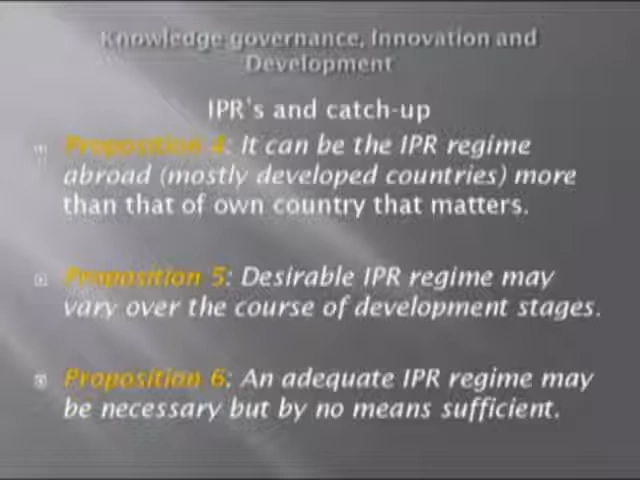 Knowledge governance, Innovation and
Development
IPR's and catch-up
Proposition 4: It can be the IPR regime
abroad (mostly developed countries) more
than that of own country that matters.
Proposition 5: Desirable IPR regime may
vary over the course of development stages.
Proposition 6: An adequate IPR regime may
be necessary but by no means sufficient.